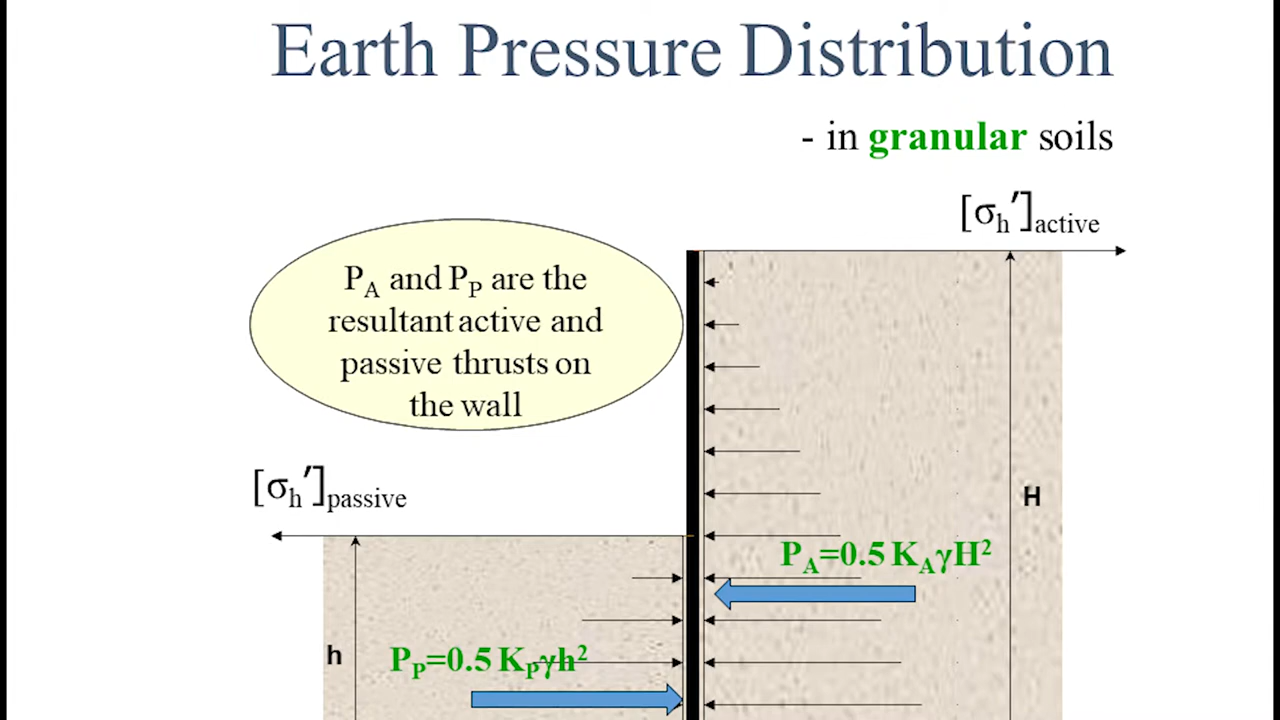 Earth Pressure Distribution
- in granular soils
[σh′]active
PA and PP are the
resultant active and
passive thrusts on
the wall
[σh′]passive
H
PA=0.5 KAγH²
h
PP=0.5 KPγh²